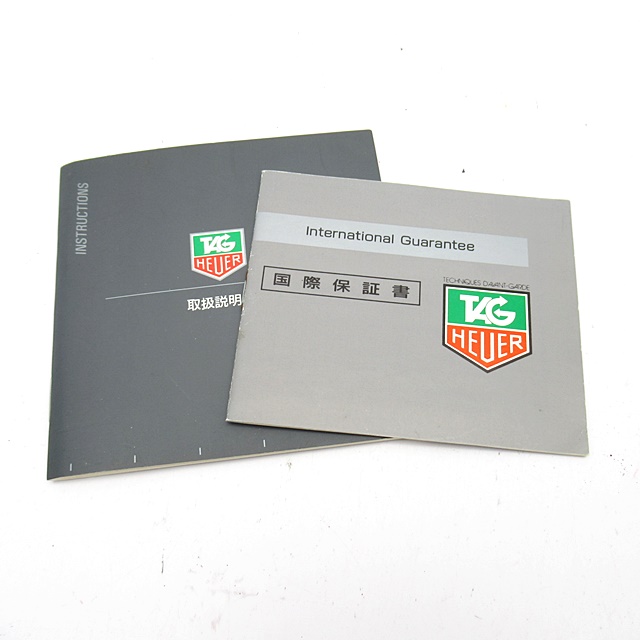 INSTRUCTIONS
TAG
HEUER
取扱説明
International Guarantee
国際保証書
TECHNIQUES D'AVANT-GARDE
TAG
HEUER